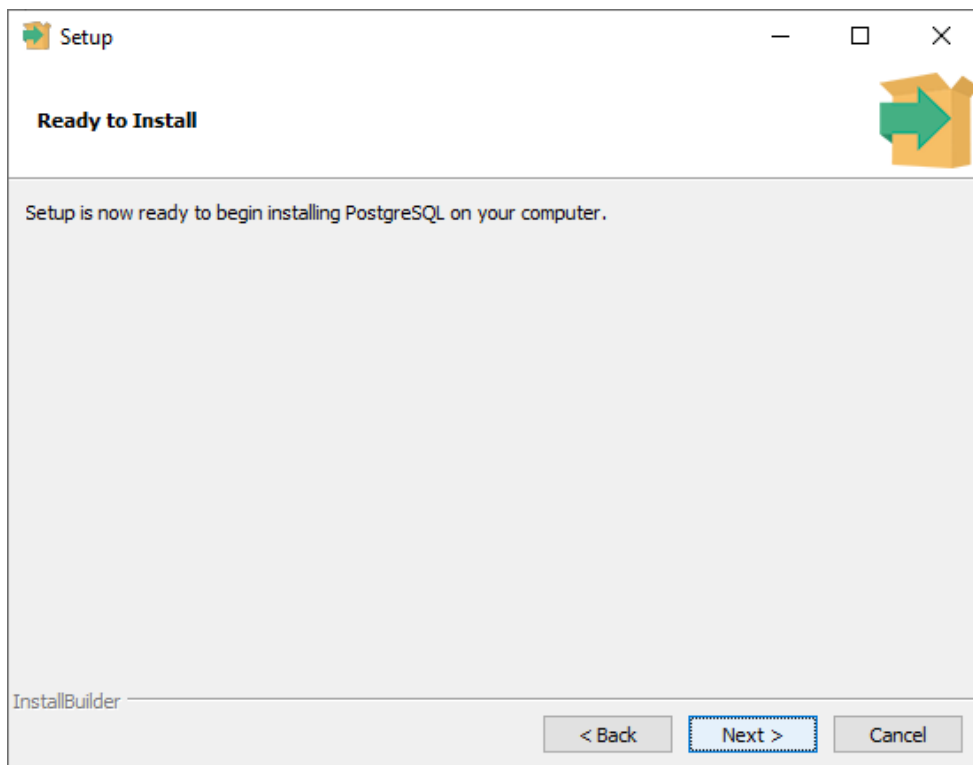 Setup
Ready to Install
Setup is now ready to begin installing PostgreSQL on your computer.
InstallBuilder
< Back
Next >
Cancel